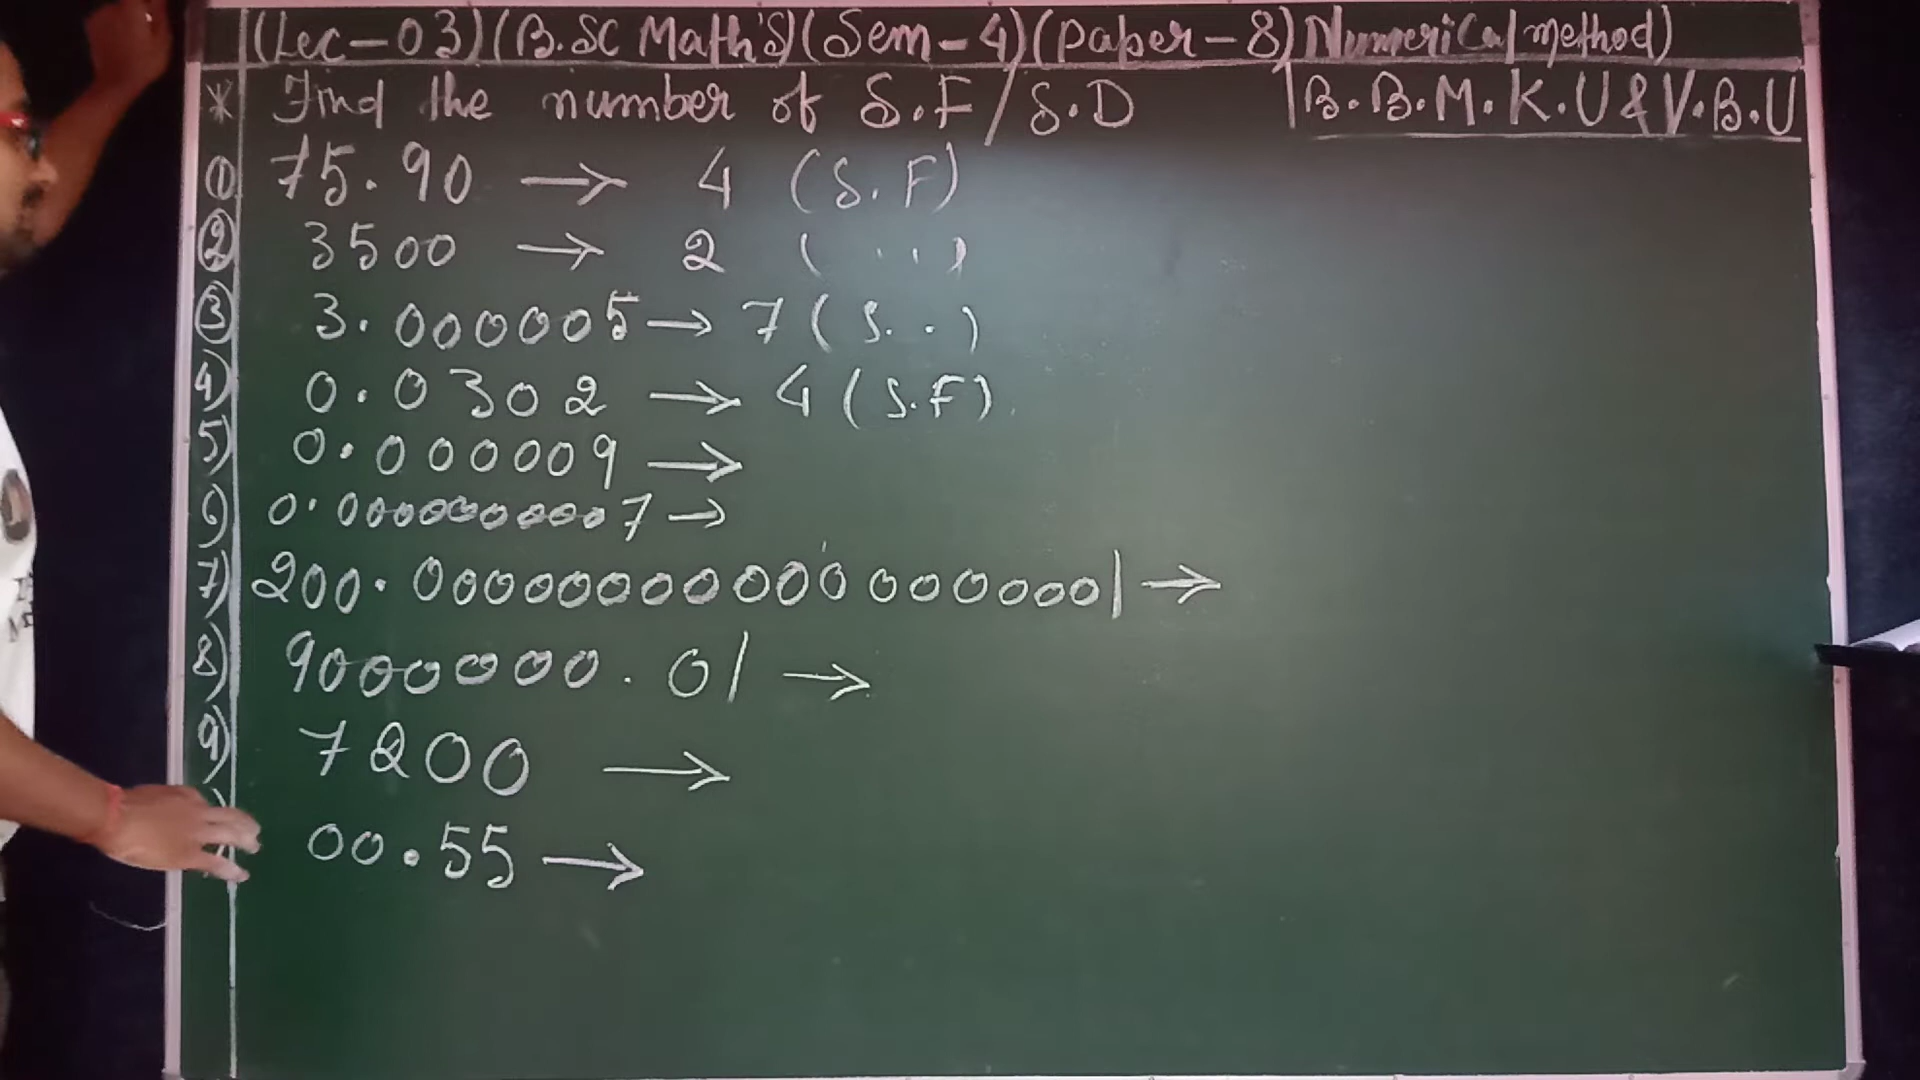 (Lec-03)(B.SC Math's)(Sem-4)(Paper-8)Numerical method)
* Find the number of S.F/S.D
B.B.M.K.U & V.B.U
① 75.90 → 4 (S.F)
② 3500 → 2 ( ..)
③ 3.000005 → 7 (S..)
4) 0.0302 → 4 (S.F)
5) 0.000009 →
6) 0.00000000007 →
7) 200.0000000000000000001 →
8) 9000000.01 →
9) 7200 →
00.55 →